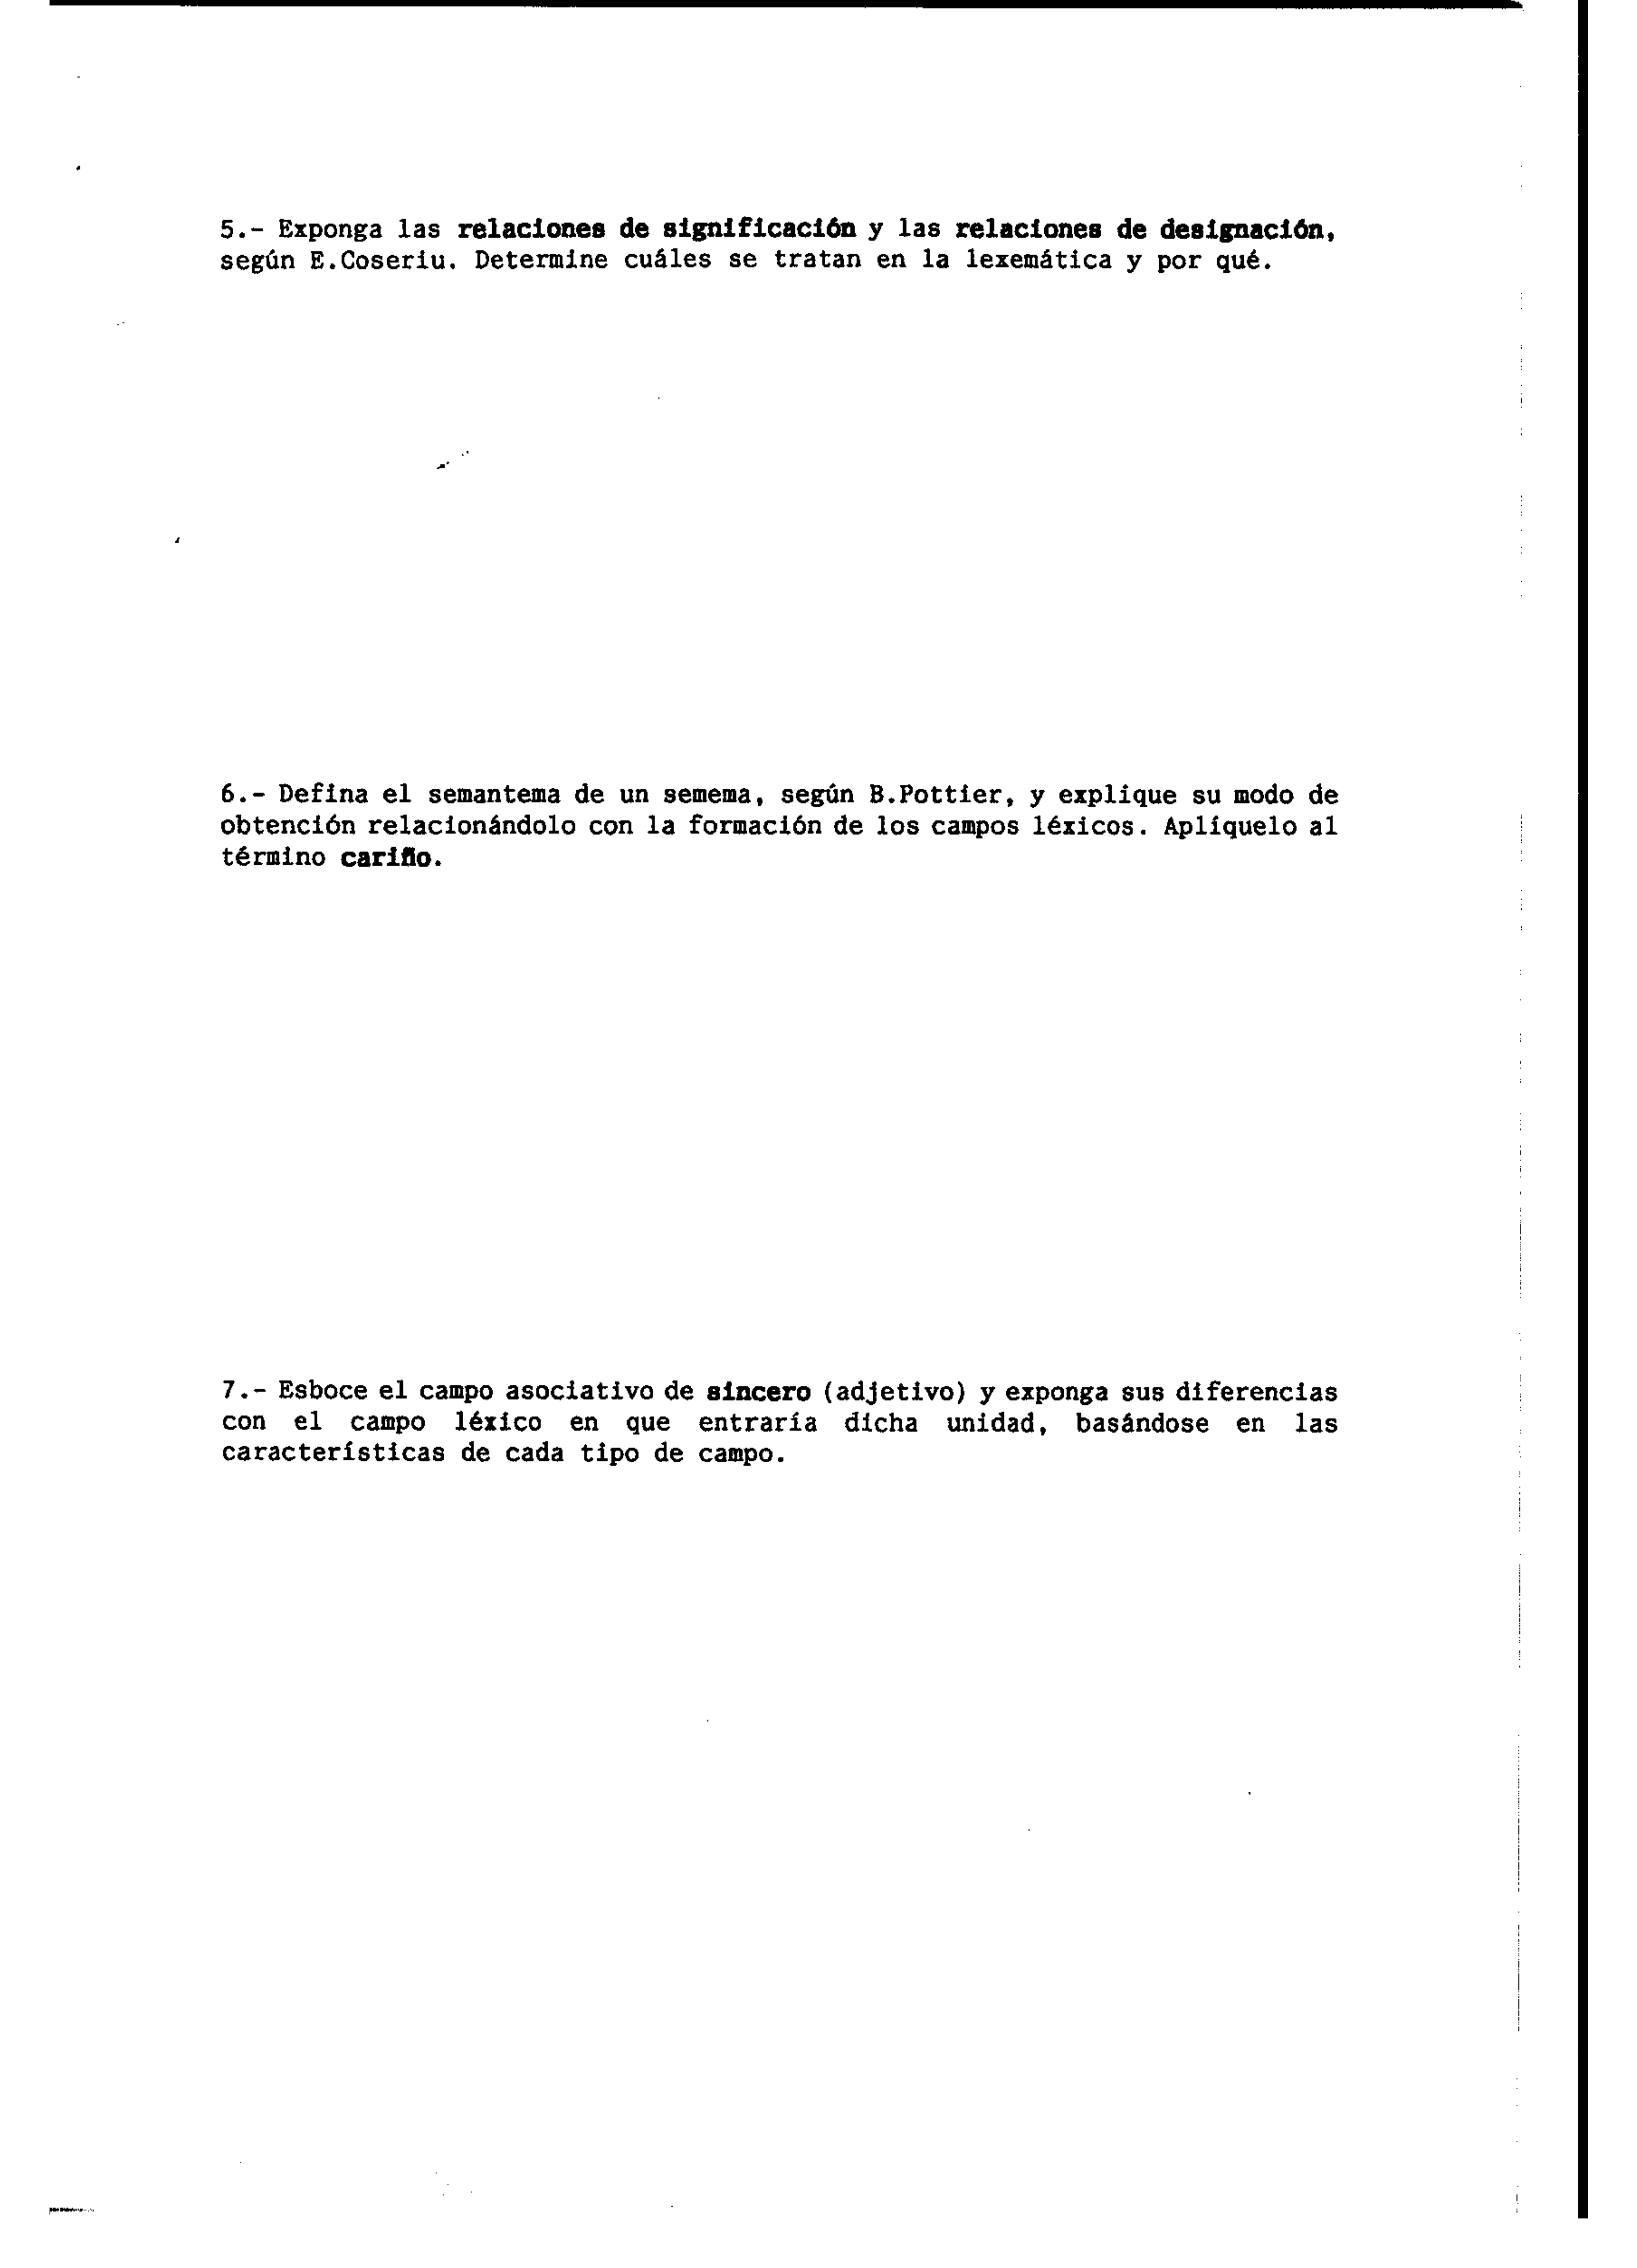 5.- Exponga las relaciones de significación y las relaciones de designación,
según E.Coseriu. Determine cuáles se tratan en la lexemática y por qué.
6.- Defina el semantema de un semema, según B.Pottier, y explique su modo de
obtención relacionándolo con la formación de los campos léxicos. Aplíquelo al
término cariño.
7.- Esboce el campo asociativo de sincero (adjetivo) y exponga sus diferencias
con el campo léxico en que entraría dicha unidad, basándose en las
características de cada tipo de campo.